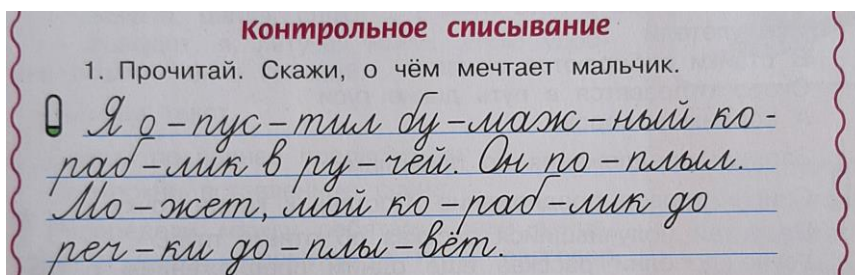 Контрольное списывание
1. Прочитай. Скажи, о чём мечтает мальчик.
Я о – пус – тил бу – маж – ный ко -
раб – лик в ру – чей. Он по – плыл.
Мо – жет, мой ко – раб – лик до
реч – ки до – плы – вёт.